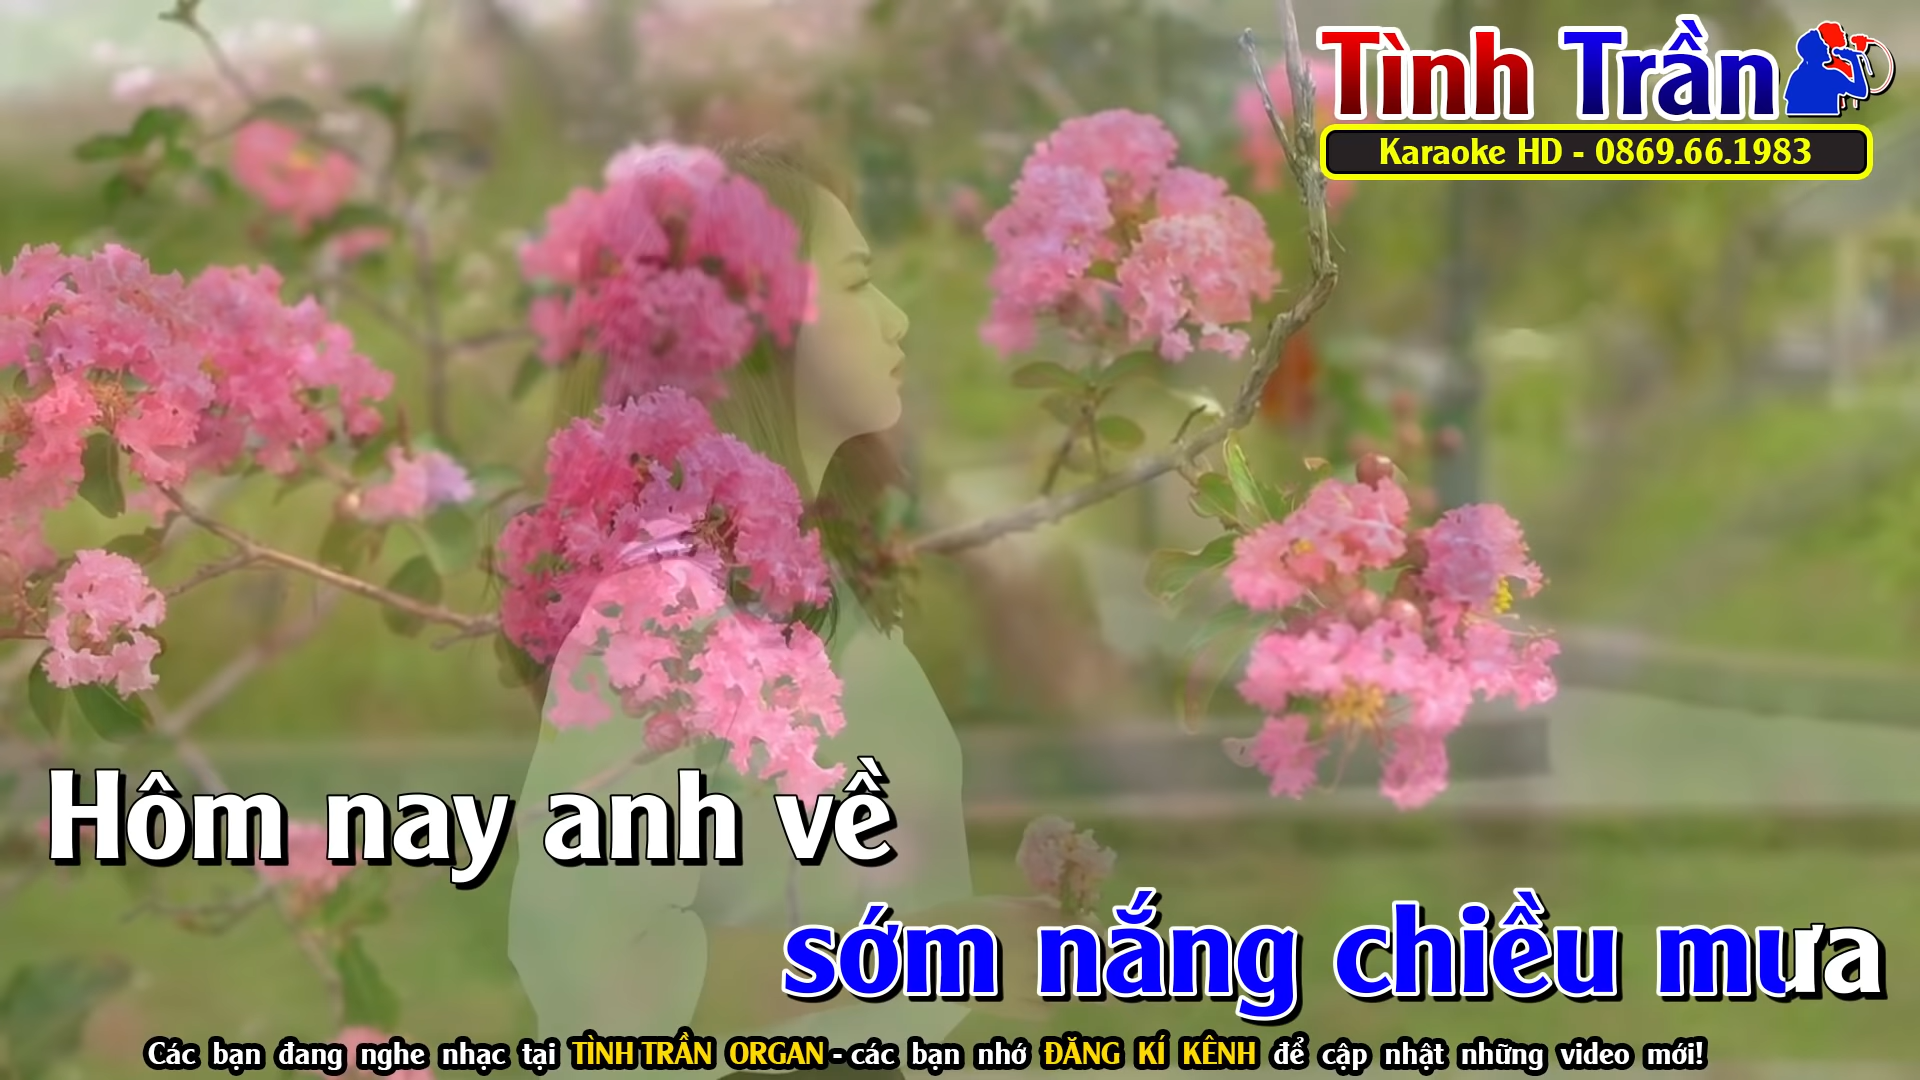 Tình Trần
Karaoke HD - 0869.66.1983
Hôm nay anh về
sớm nắng chiều mưa
Các bạn đang nghe nhạc tại TÌNH TRẦN ORGAN - các bạn nhớ ĐĂNG KÍ KÊNH để cập nhật những video mới!